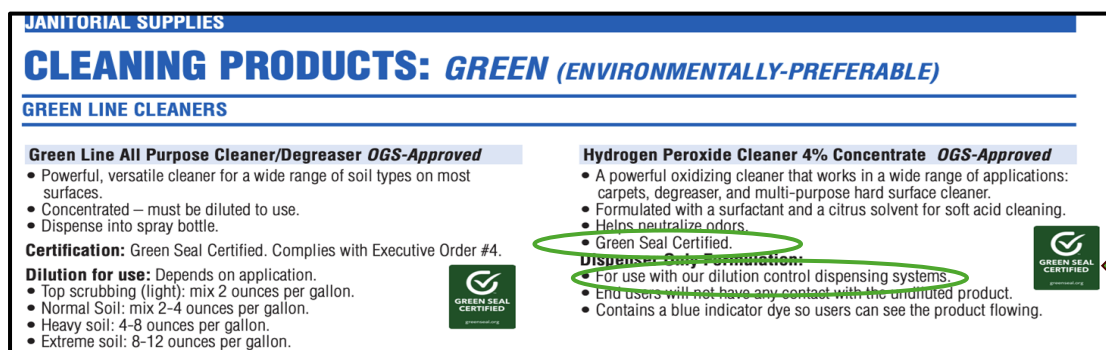 JANITORIAL SUPPLIES
CLEANING PRODUCTS: GREEN (ENVIRONMENTALLY-PREFERABLE)
GREEN LINE CLEANERS
Green Line All Purpose Cleaner/Degreaser OGS-Approved
• Powerful, versatile cleaner for a wide range of soil types on most
surfaces.
• Concentrated – must be diluted to use.
• Dispense into spray bottle.
Certification: Green Seal Certified. Complies with Executive Order #4.
Dilution for use: Depends on application.
• Top scrubbing (light): mix 2 ounces per gallon.
• Normal Soil: mix 2-4 ounces per gallon.
• Heavy soil: 4-8 ounces per gallon.
• Extreme soil: 8-12 ounces per gallon.
GREEN SEAL
CERTIFIED
greenseal.org
Hydrogen Peroxide Cleaner 4% Concentrate OGS-Approved
• A powerful oxidizing cleaner that works in a wide range of applications:
carpets, degreaser, and multi-purpose hard surface cleaner.
• Formulated with a surfactant and a citrus solvent for soft acid cleaning.
• Helps neutralize odors.
• Green Seal Certified.
Dispenser Only Formulation:
• For use with our dilution control dispensing systems.
• End users will not have any contact with the undiluted product.
• Contains a blue indicator dye so users can see the product flowing.
GREEN SEAL
CERTIFIED
greenseal.org